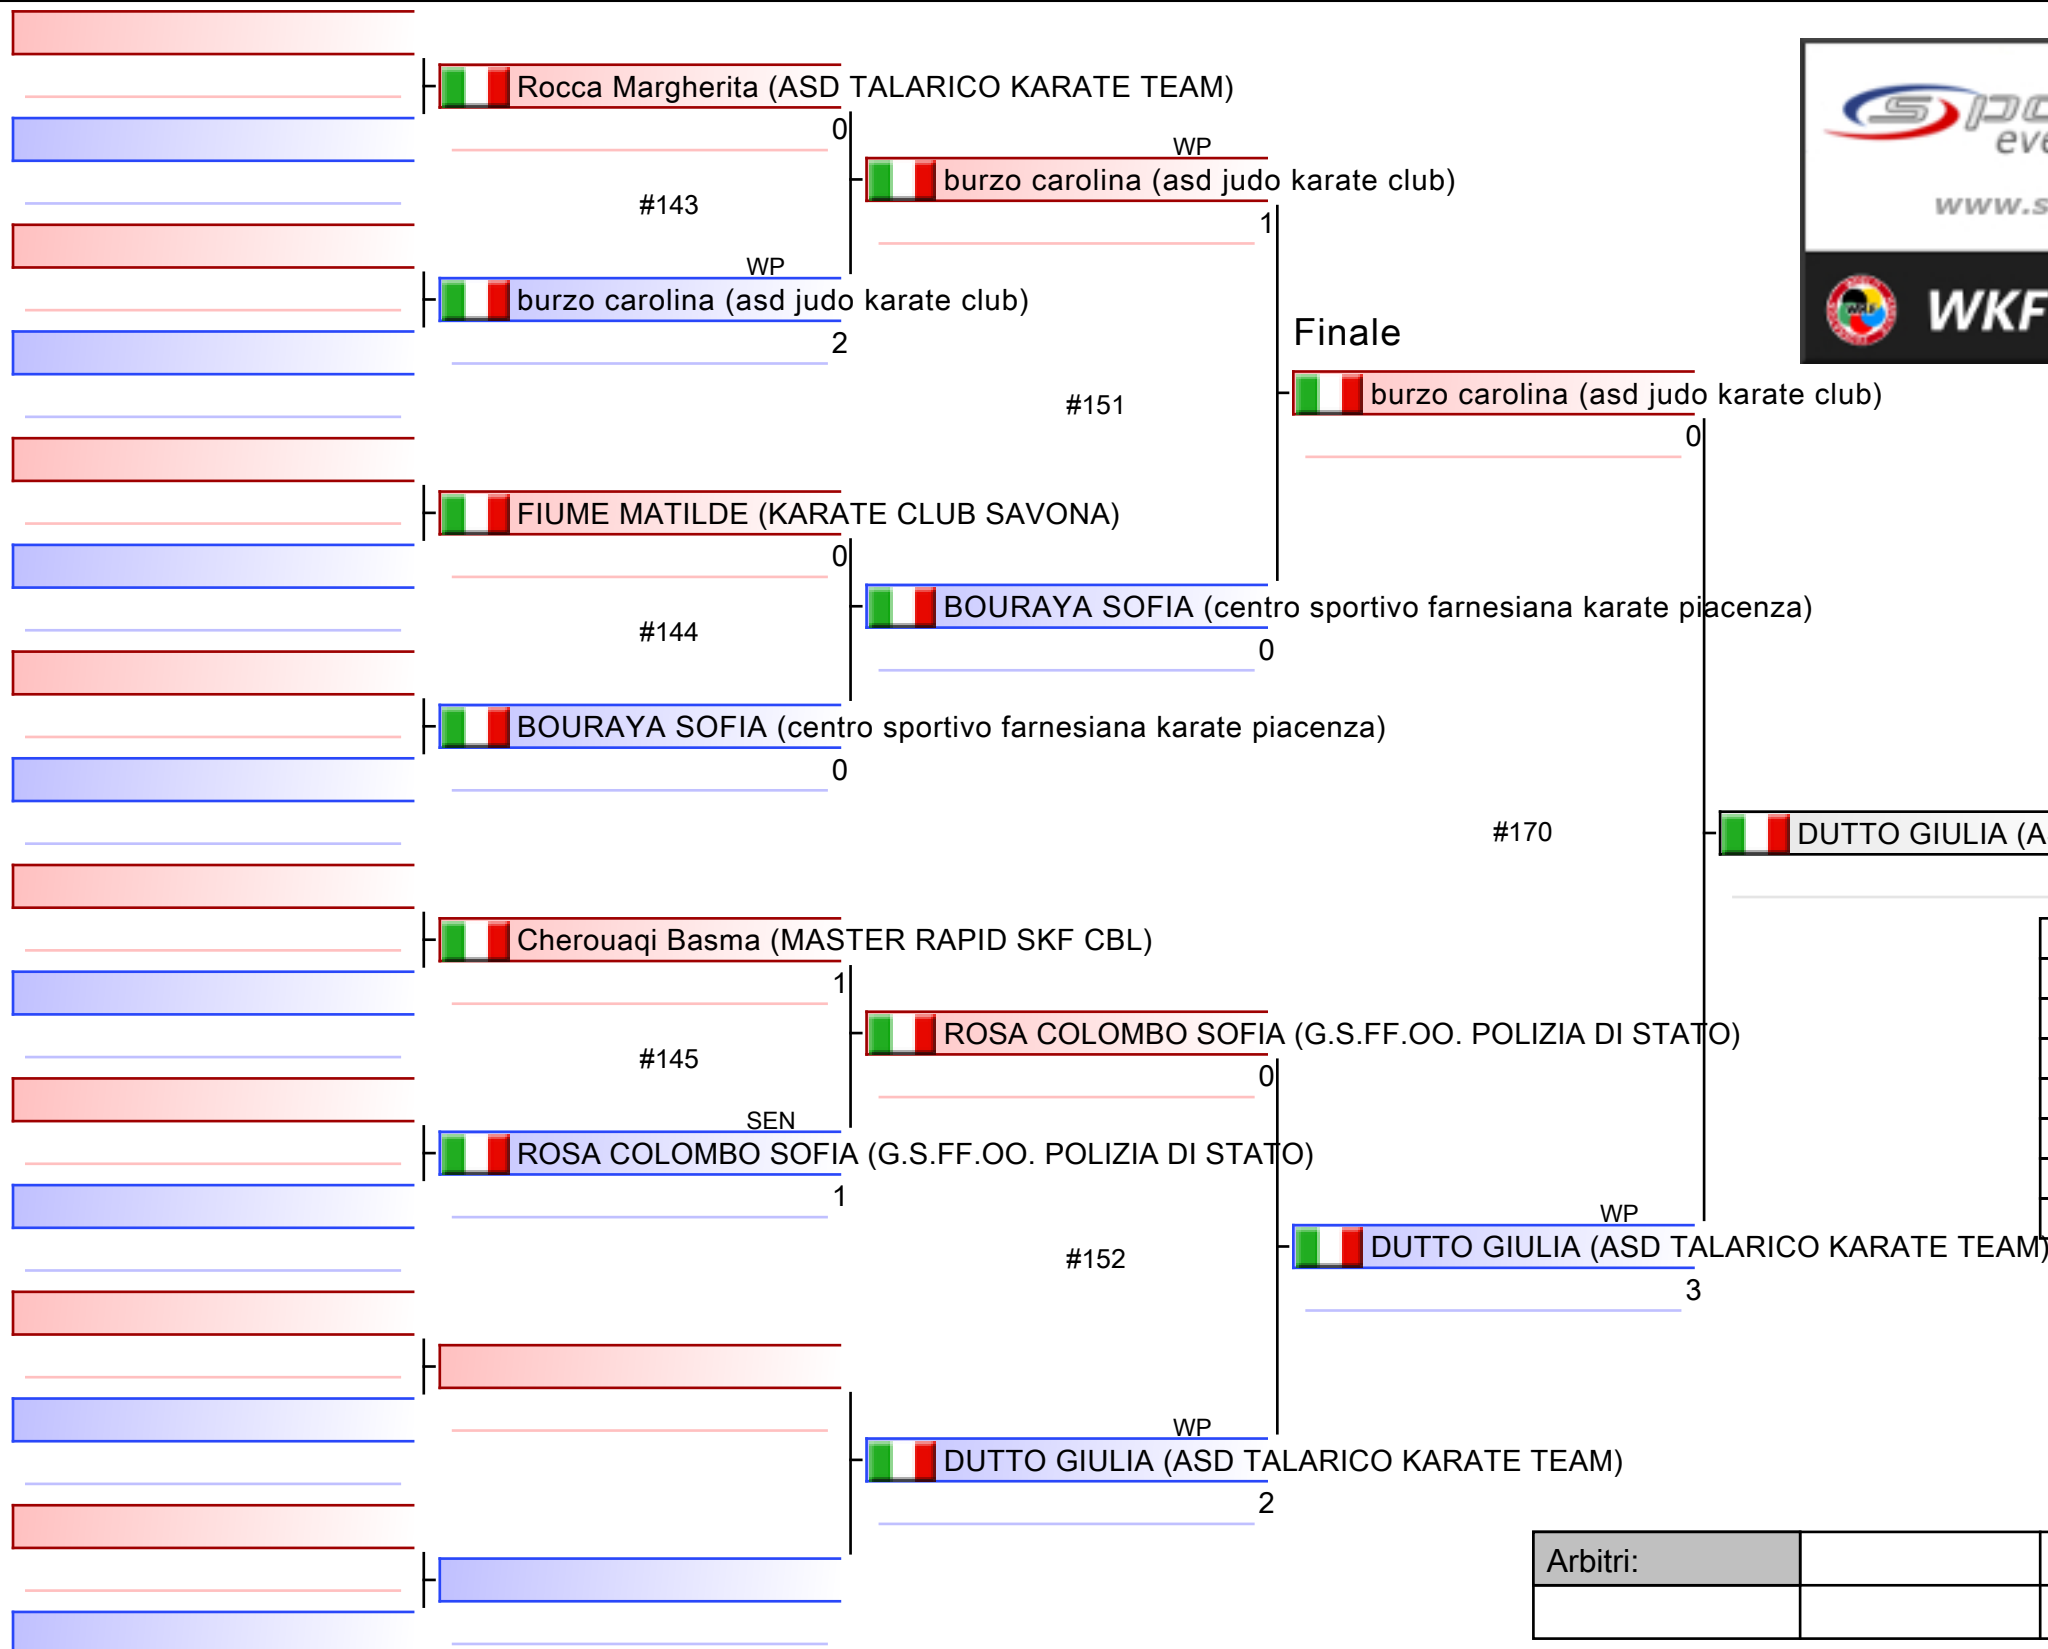 Rocca Margherita (ASD TALARICO KARATE TEAM)
0
WP
burzo carolina (asd judo karate club)
1
#143
WP
burzo carolina (asd judo karate club)
2
Finale
burzo carolina (asd judo karate club)
0
#151
FIUME MATILDE (KARATE CLUB SAVONA)
0
BOURAYA SOFIA (centro sportivo farnesiana karate piacenza)
0
#144
BOURAYA SOFIA (centro sportivo farnesiana karate piacenza)
0
#170
DUTTO GIULIA (A
Cherouaqi Basma (MASTER RAPID SKF CBL)
1
ROSA COLOMBO SOFIA (G.S.FF.OO. POLIZIA DI STATO)
0
#145
SEN
ROSA COLOMBO SOFIA (G.S.FF.OO. POLIZIA DI STATO)
1
WP
DUTTO GIULIA (ASD TALARICO KARATE TEAM)
3
#152
WP
DUTTO GIULIA (ASD TALARICO KARATE TEAM)
2
Arbitri:
www.s
WKF